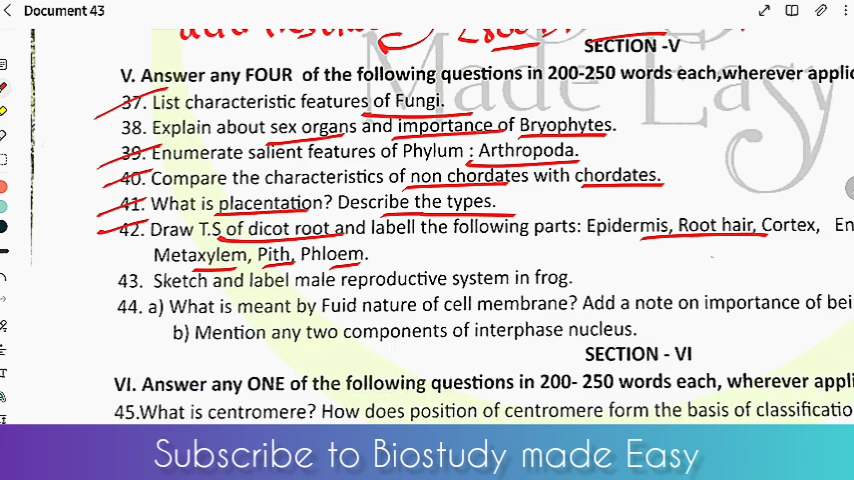 Document 43
SECTION -V
V. Answer any FOUR of the following questions in 200-250 words each,wherever applic
37. List characteristic features of Fungi.
38. Explain about sex organs and importance of Bryophytes.
39. Enumerate salient features of Phylum : Arthropoda.
40. Compare the characteristics of non chordates with chordates.
41. What is placentation? Describe the types.
42. Draw T.S of dicot root and labell the following parts: Epidermis, Root hair, Cortex, En
Metaxylem, Pith, Phloem.
43. Sketch and label male reproductive system in frog.
44. a) What is meant by Fuid nature of cell membrane? Add a note on importance of bei
b) Mention any two components of interphase nucleus.
SECTION - VI
VI. Answer any ONE of the following questions in 200- 250 words each, wherever appli
45.What is centromere? How does position of centromere form the basis of classificatio
Made Easy
Subscribe to Biostudy made Easy